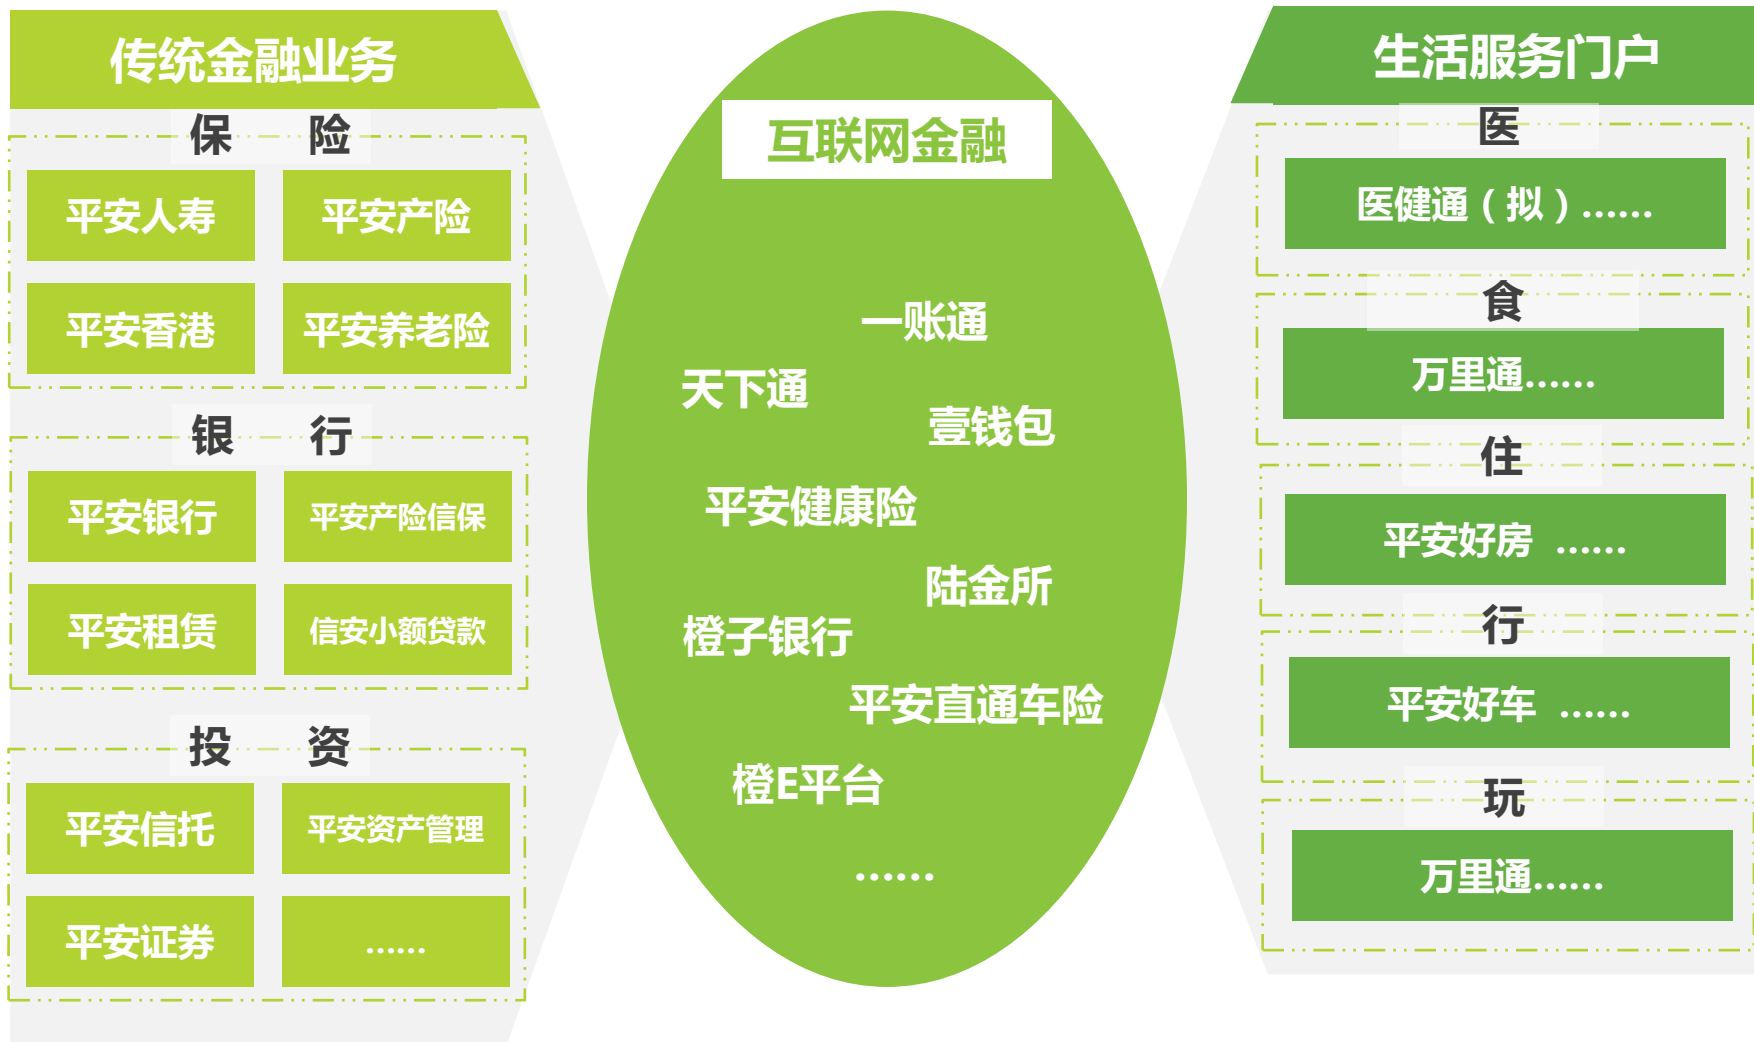 传统金融业务
保 险
平安人寿
平安产险
平安香港
平安养老险
银 行
平安银行
平安产险信保
平安租赁
信安小额贷款
投 资
平安信托
平安资产管理
平安证券
......
互联网金融
一账通
天下通
壹钱包
平安健康险
陆金所
橙子银行
平安直通车险
橙E平台
......
生活服务门户
医
医健通（拟）......
食
万里通......
住
平安好房 ......
行
平安好车 ......
玩
万里通......